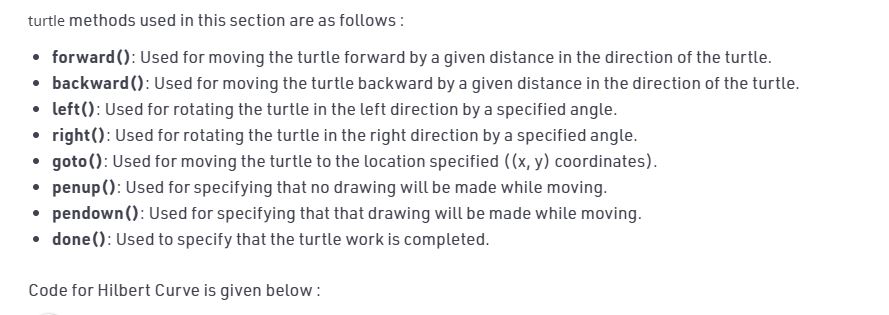 turtle methods used in this section are as follows :
• forward(): Used for moving the turtle forward by a given distance in the direction of the turtle.
• backward(): Used for moving the turtle backward by a given distance in the direction of the turtle.
• left(): Used for rotating the turtle in the left direction by a specified angle.
• right(): Used for rotating the turtle in the right direction by a specified angle.
• goto(): Used for moving the turtle to the location specified ((x, y) coordinates).
• penup(): Used for specifying that no drawing will be made while moving.
• pendown(): Used for specifying that that drawing will be made while moving.
• done(): Used to specify that the turtle work is completed.
Code for Hilbert Curve is given below :